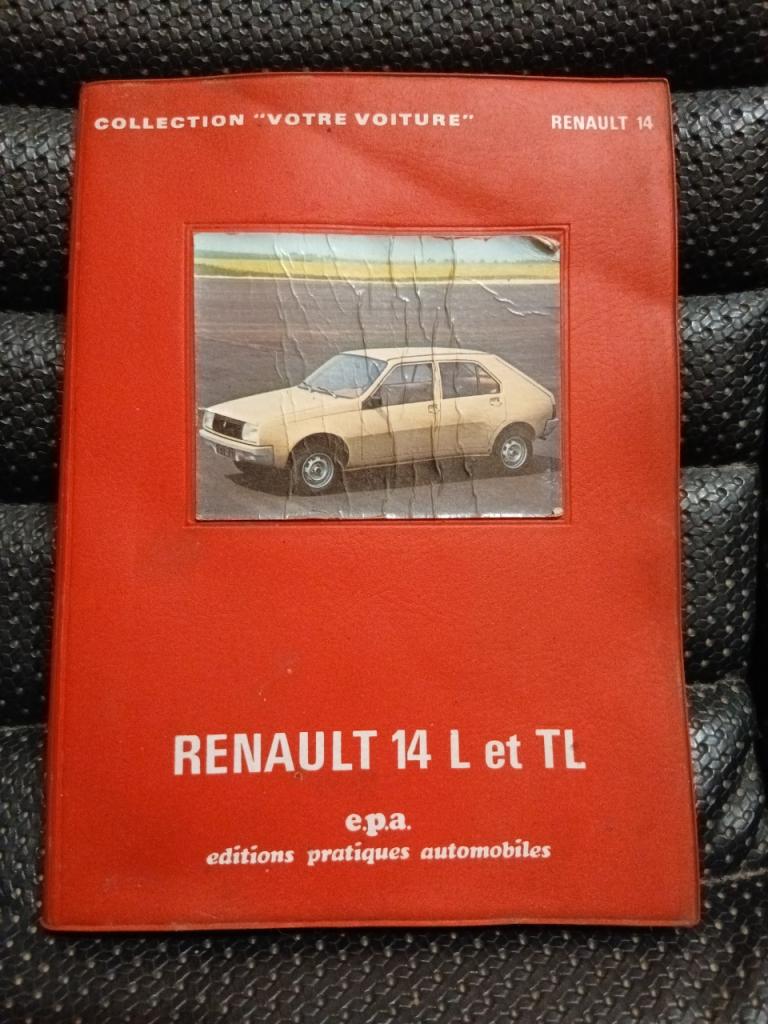 COLLECTION "VOTRE VOITURE" RENAULT 14
RENAULT 14 L et TL
e.p.a.
editions pratiques automobiles